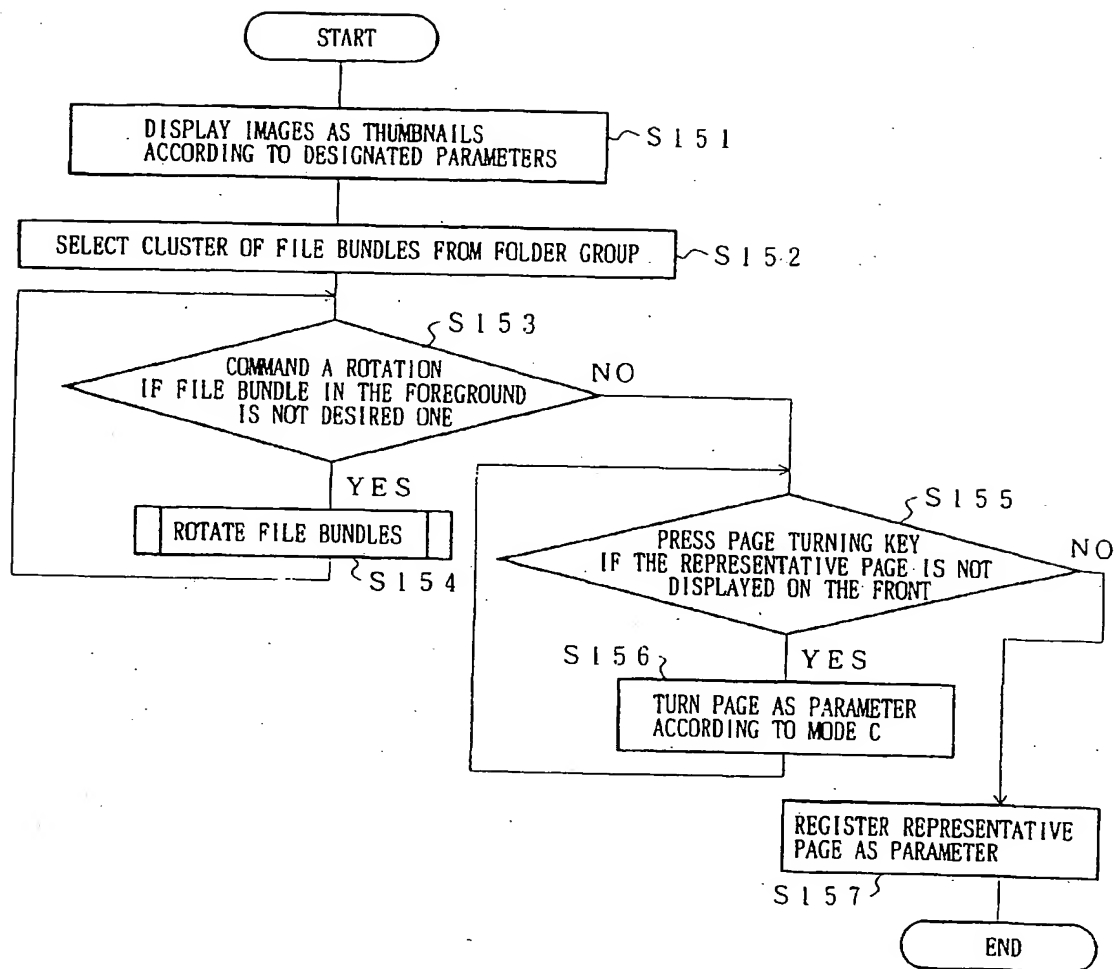 START
DISPLAY IMAGES AS THUMBNAILS
ACCORDING TO DESIGNATED PARAMETERS
S151
SELECT CLUSTER OF FILE BUNDLES FROM FOLDER GROUP
S152
S153
COMMAND A ROTATION
IF FILE BUNDLE IN THE FOREGROUND
IS NOT DESIRED ONE
NO
YES
ROTATE FILE BUNDLES
S154
S155
PRESS PAGE TURNING KEY
IF THE REPRESENTATIVE PAGE IS NOT
DISPLAYED ON THE FRONT
NO
S156
YES
TURN PAGE AS PARAMETER
ACCORDING TO MODE C
REGISTER REPRESENTATIVE
PAGE AS PARAMETER
S157
END